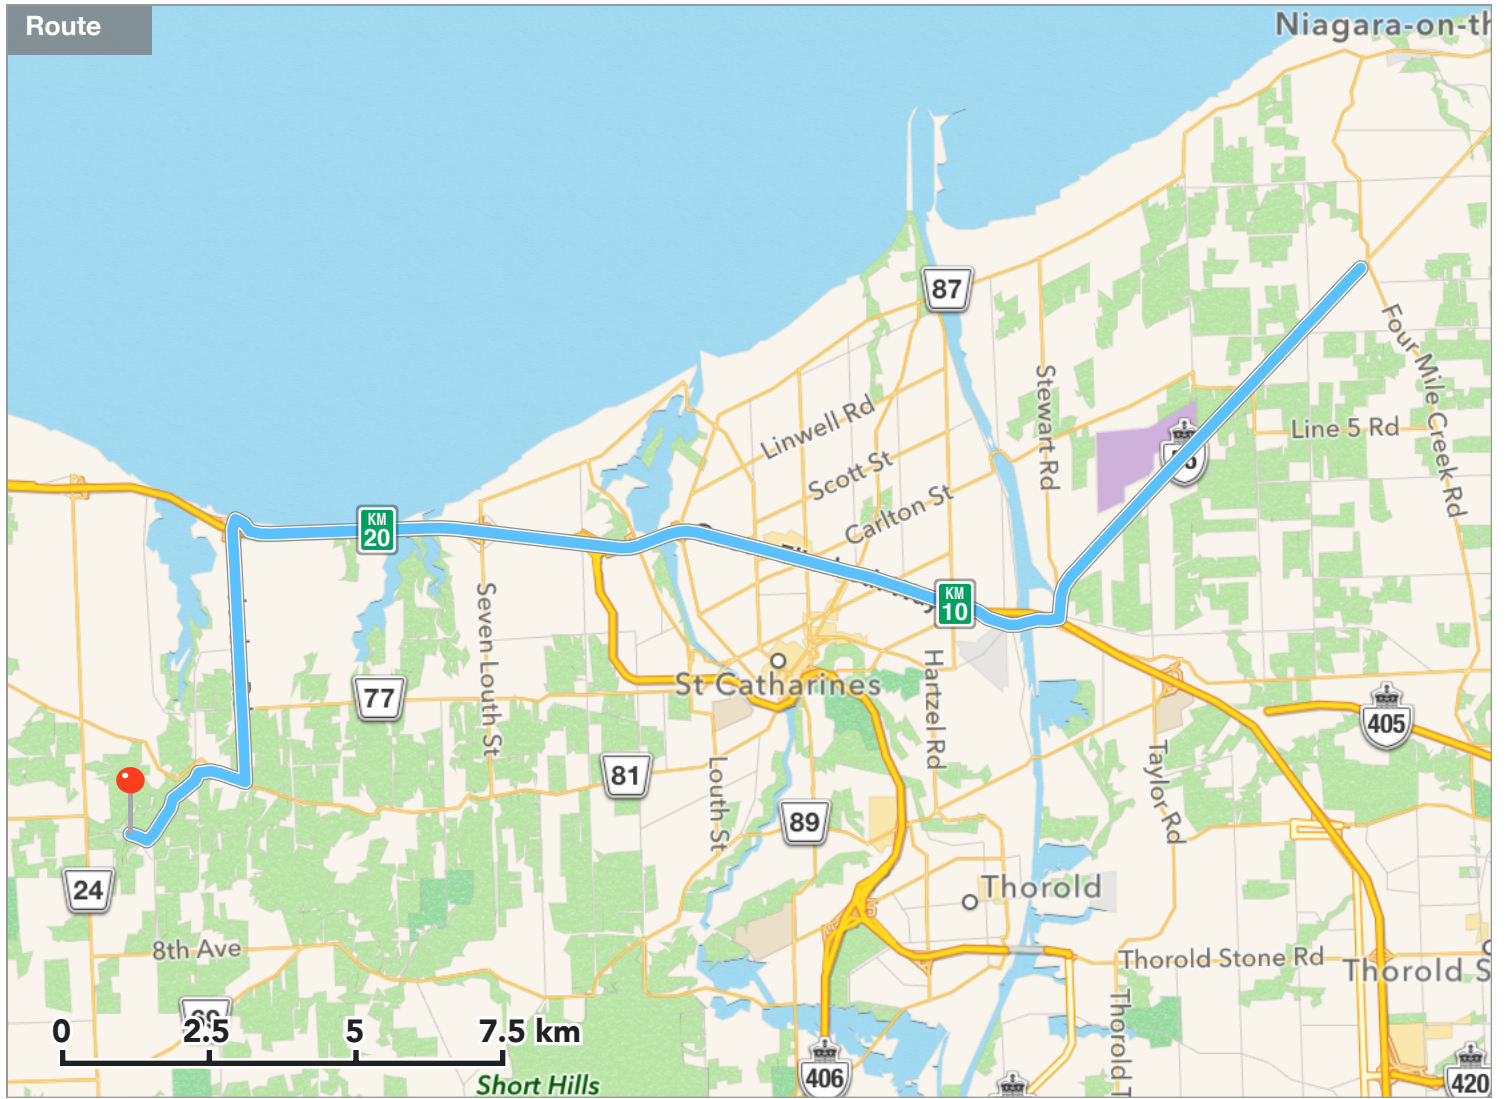 Route
Niagara-on-th
87
Four Mile Creek Rd
Stewart Rd
Linwell Rd
Line 5 Rd
Scott St
Carlton St
KM
20
KM
10
Seven Louth St
Hartzel Rd
77
St Catharines
405
81
Louth St
Taylor Rd
89
24
Thorold
8th Ave
Thorold Stone Rd
Thorold S
69
0 2.5 5 7.5 km
Thorold T
406
420
Short Hills